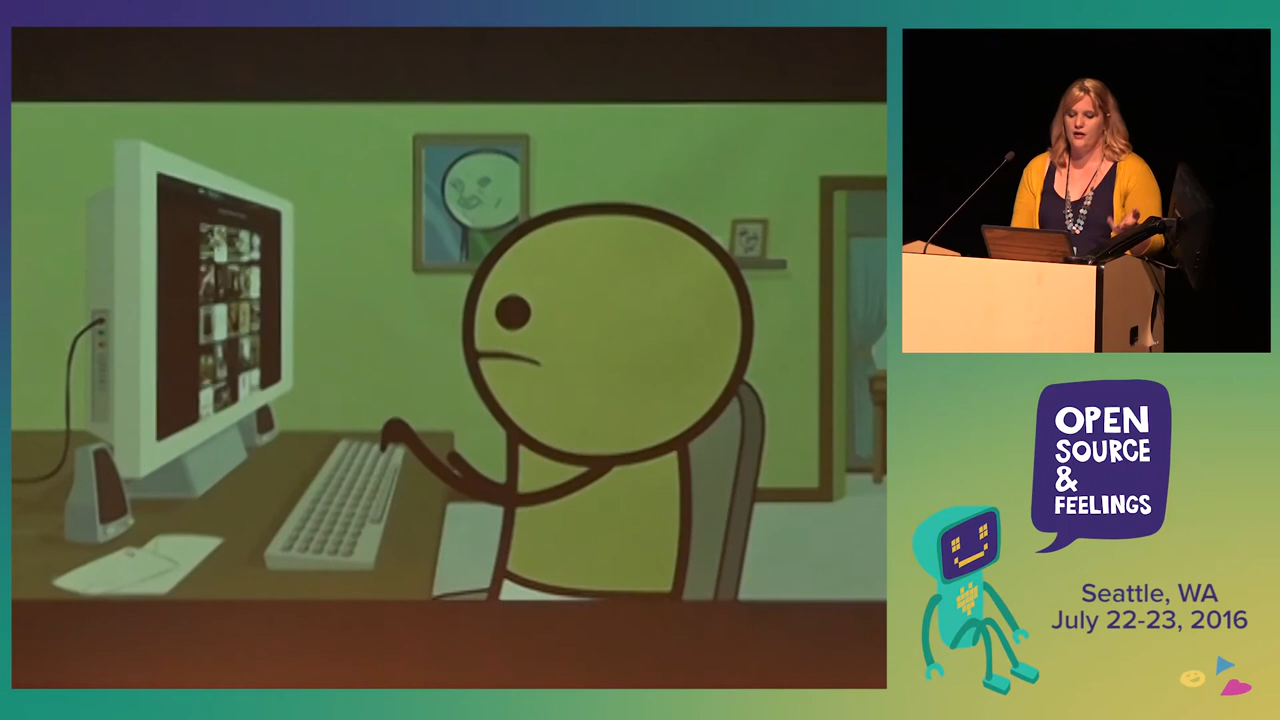 OPEN
SOURCE
&
FEELINGS
Seattle, WA
July 22-23, 2016